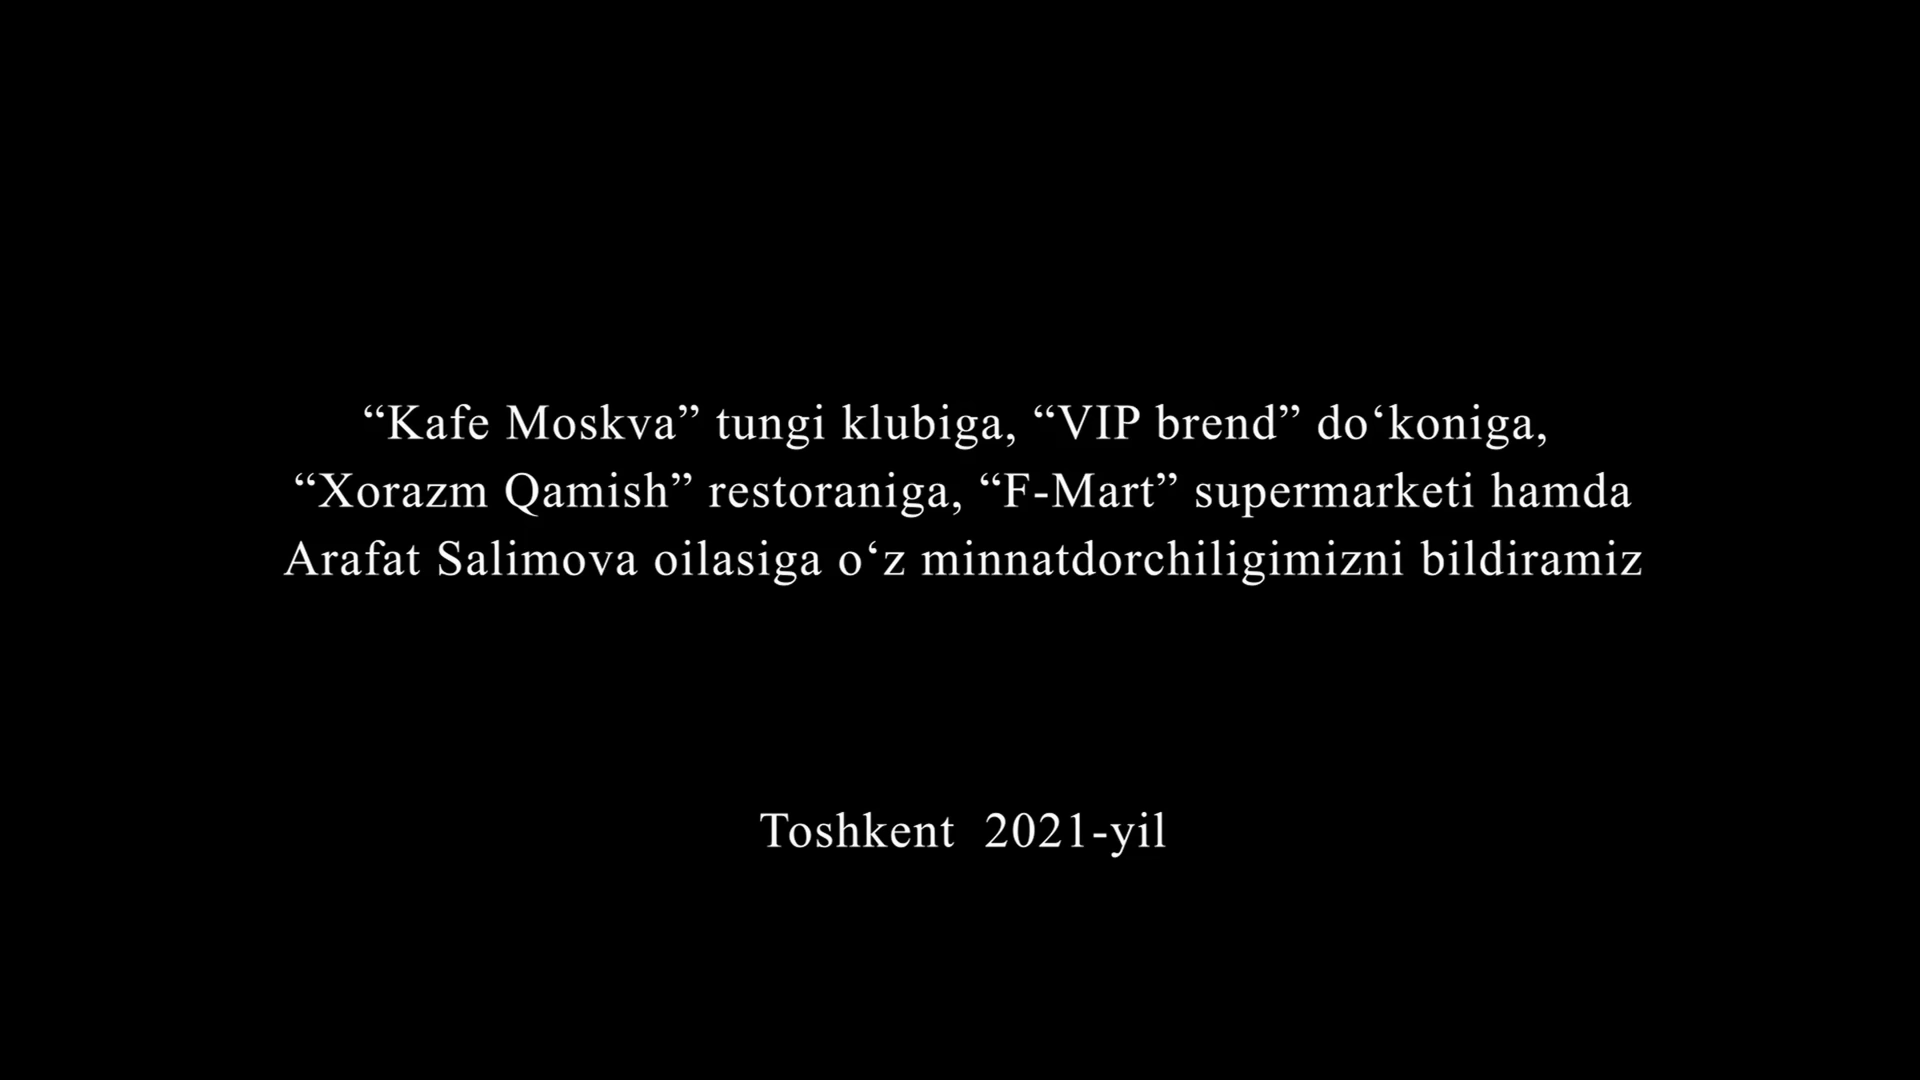 “Kafe Moskva” tungi klubiga, “VIP brend” do‘koniga,
“Xorazm Qamish” restoraniga, “F-Mart” supermarketi hamda
Arafat Salimova oilasiga o‘z minnatdorchiligimizni bildiramiz
Toshkent  2021-yil